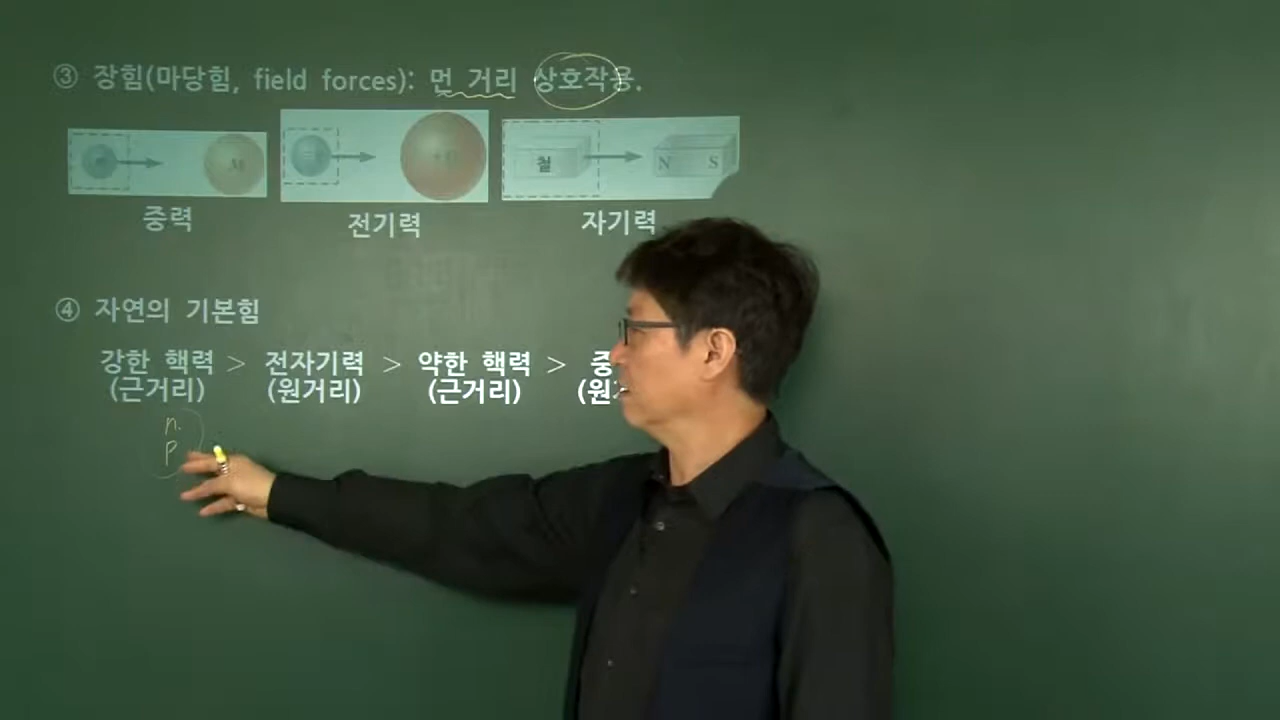 ③ 장힘(마당힘, field forces): 먼 거리 상호작용.
철 N S
중력 전기력 자기력
④ 자연의 기본힘
강한 핵력 > 전자기력 > 약한 핵력 > 중
(근거리) (원거리) (근거리) (원
n.
p